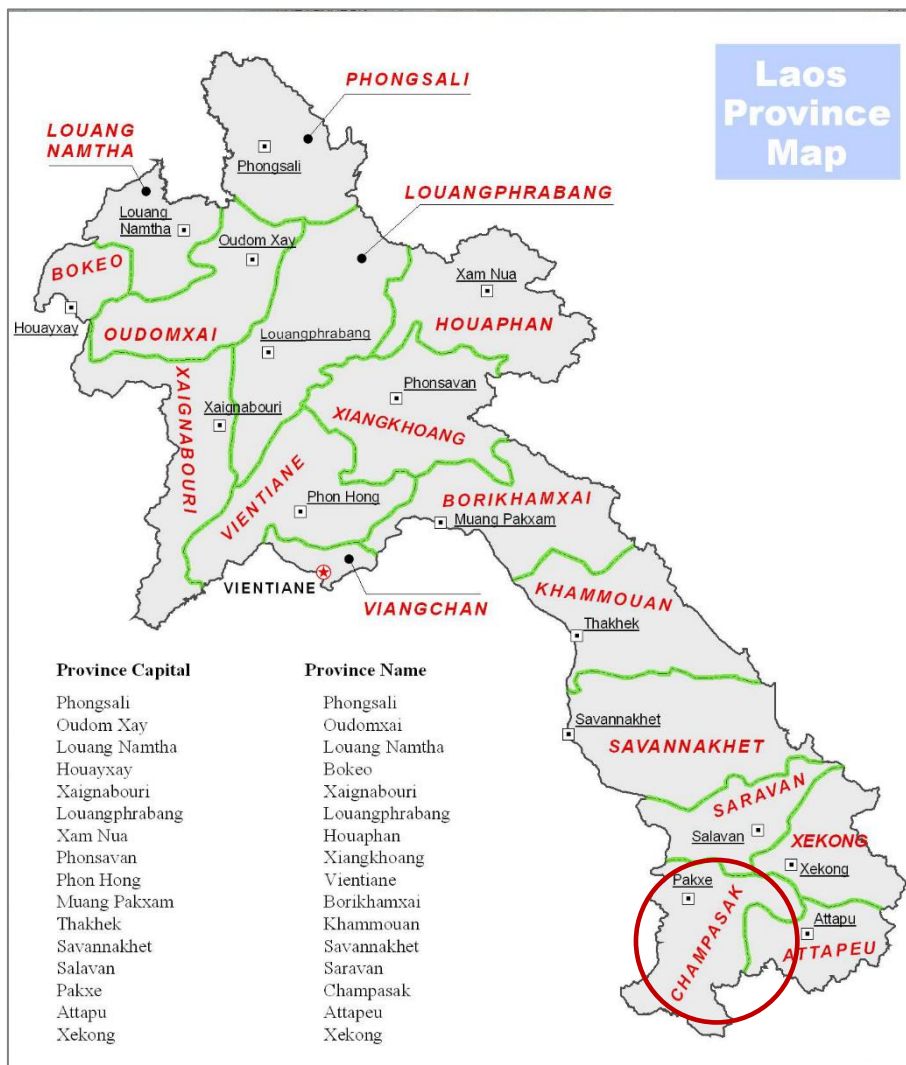 Laos
Province
Map
PHONGSALI
LOUANG
NAMTHA
Phongsali
LOUANGPHRABANG
Louang
Namtha
Oudom Xay
BOKEO
Xam Nua
Houayxay
OUDOMXAI
HOUAPHAN
Louangphrabang
XAIGNABOURI
Phonsavan
Xaignabouri
XIANGKHOANG
VIENTIANE
Phon Hong
BORIKHAMXAI
Muang Pakxam
VIENTIANE
VIANGCHAN
KHAMMOUAN
Thakhek
Savannakhet
SAVANNAKHET
SARAVAN
Salavan
XEKONG
Xekong
Pakxe
CHAMPASAK
Attapu
ATTAPEU
Province Capital
Phongsali
Oudom Xay
Louang Namtha
Houayxay
Xaignabouri
Louangphrabang
Xam Nua
Phonsavan
Phon Hong
Muang Pakxam
Thakhek
Savannakhet
Salavan
Pakxe
Attapu
Xekong
Province Name
Phongsali
Oudomxai
Louang Namtha
Bokeo
Xaignabouri
Louangphrabang
Houaphan
Xiangkhoang
Vientiane
Borikhamxai
Khammouan
Savannakhet
Saravan
Champasak
Attapeu
Xekong